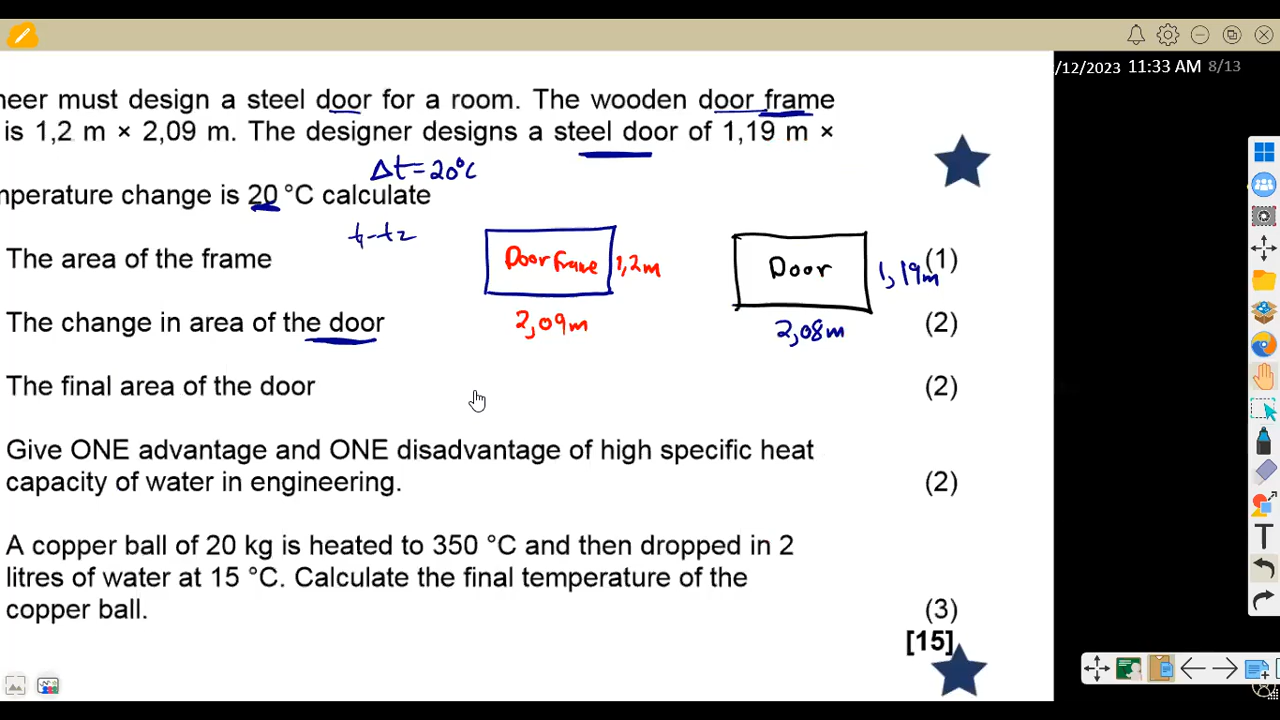 /12/2023 11:33 AM 8/13
neer must design a steel door for a room. The wooden door frame
is 1,2 m × 2,09 m. The designer designs a steel door of 1,19 m ×
Δt = 20°C
mperature change is 20 °C calculate
t1-t2
Door frame 1,2m
2,09m
Door 1,19m
2,08m
The area of the frame (1)
The change in area of the door (2)
The final area of the door (2)
Give ONE advantage and ONE disadvantage of high specific heat
capacity of water in engineering. (2)
A copper ball of 20 kg is heated to 350 °C and then dropped in 2
litres of water at 15 °C. Calculate the final temperature of the
copper ball. (3)
[15]
T